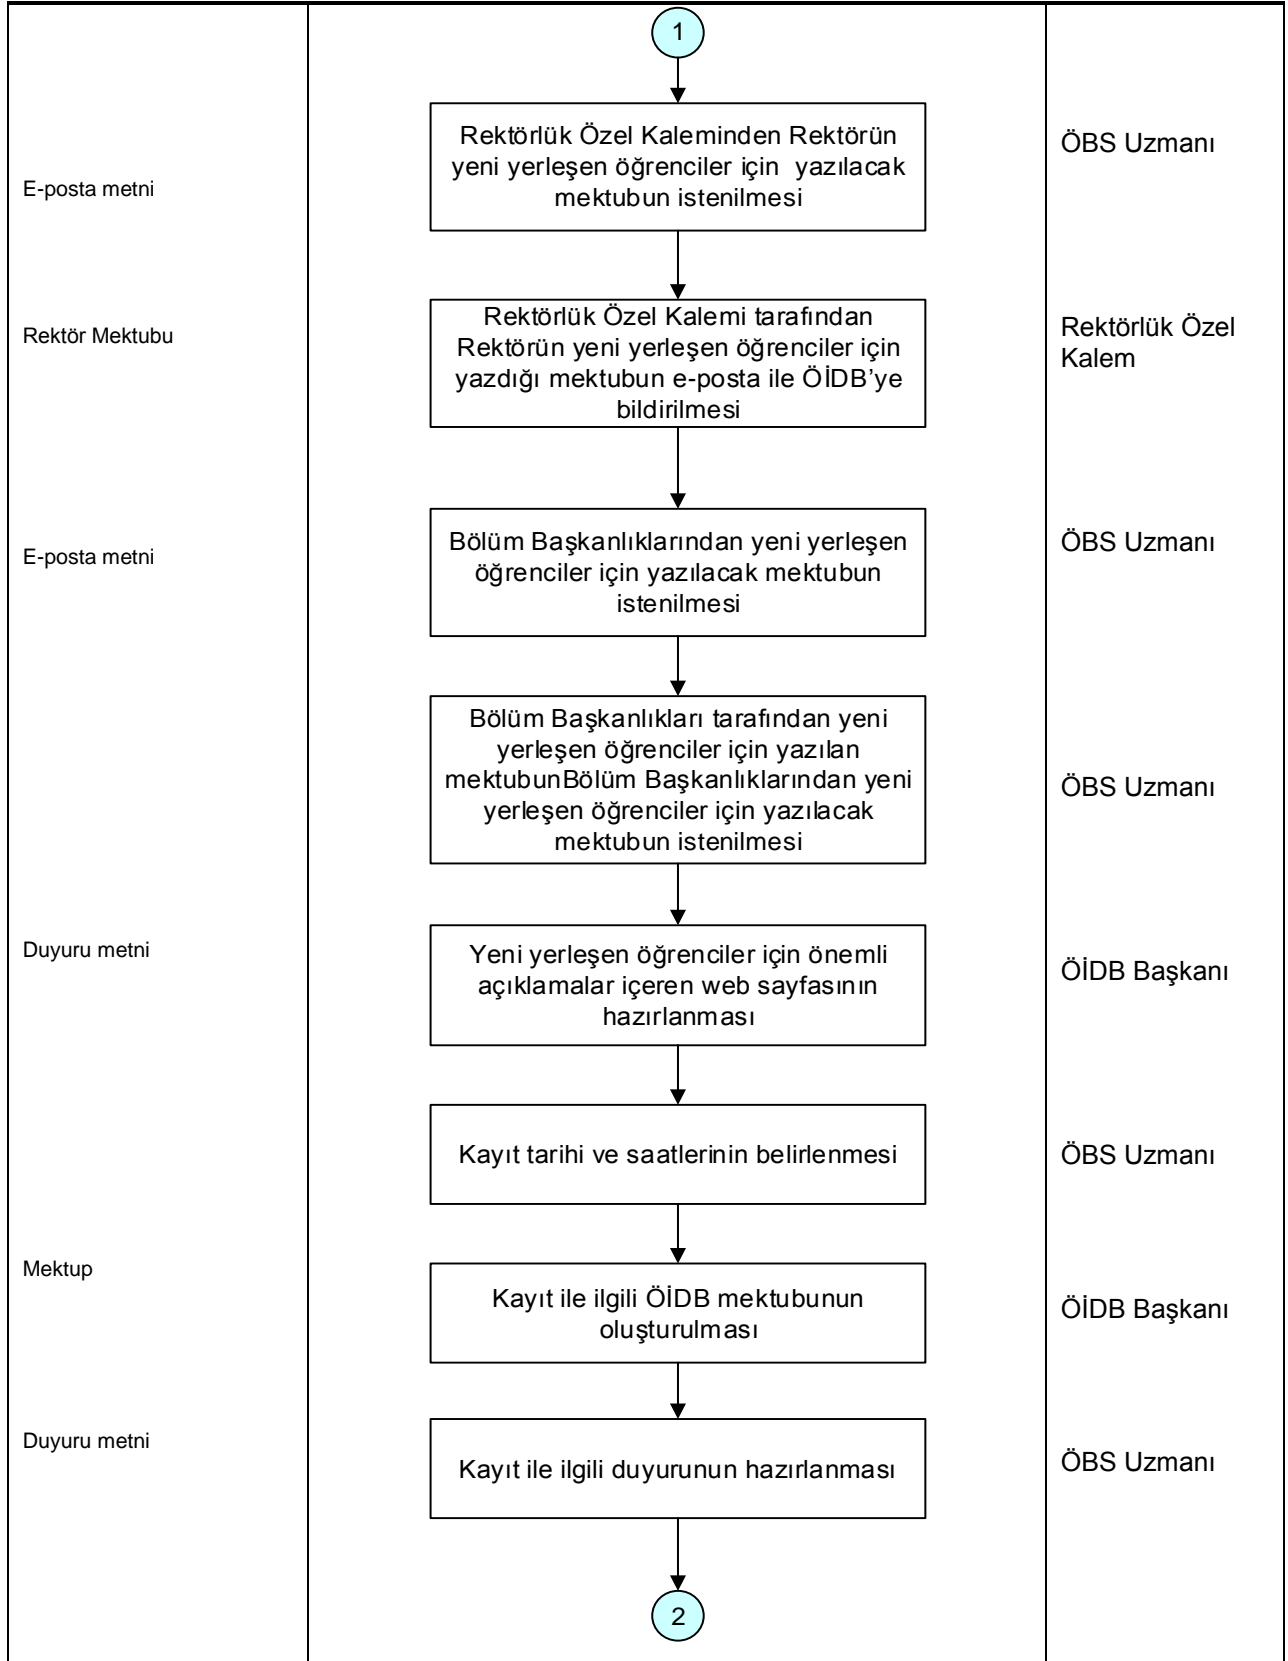 1
Rektörlük Özel Kaleminden Rektörün
yeni yerleşen öğrenciler için yazılacak
mektubun istenilmesi
ÖBS Uzmanı
E-posta metni
Rektör Mektubu
Rektörlük Özel Kalemi tarafından
Rektörün yeni yerleşen öğrenciler için
yazdığı mektubun e-posta ile ÖİDB’ye
bildirilmesi
Rektörlük Özel
Kalem
E-posta metni
Bölüm Başkanlıklarından yeni yerleşen
öğrenciler için yazılacak mektubun
istenilmesi
ÖBS Uzmanı
Bölüm Başkanlıkları tarafından yeni
yerleşen öğrenciler için yazılan
mektubunBölüm Başkanlıklarından yeni
yerleşen öğrenciler için yazılacak
mektubun istenilmesi
ÖBS Uzmanı
Duyuru metni
Yeni yerleşen öğrenciler için önemli
açıklamalar içeren web sayfasının
hazırlanması
ÖİDB Başkanı
Kayıt tarihi ve saatlerinin belirlenmesi
ÖBS Uzmanı
Mektup
Kayıt ile ilgili ÖİDB mektubunun
oluşturulması
ÖİDB Başkanı
Duyuru metni
Kayıt ile ilgili duyurunun hazırlanması
ÖBS Uzmanı
2